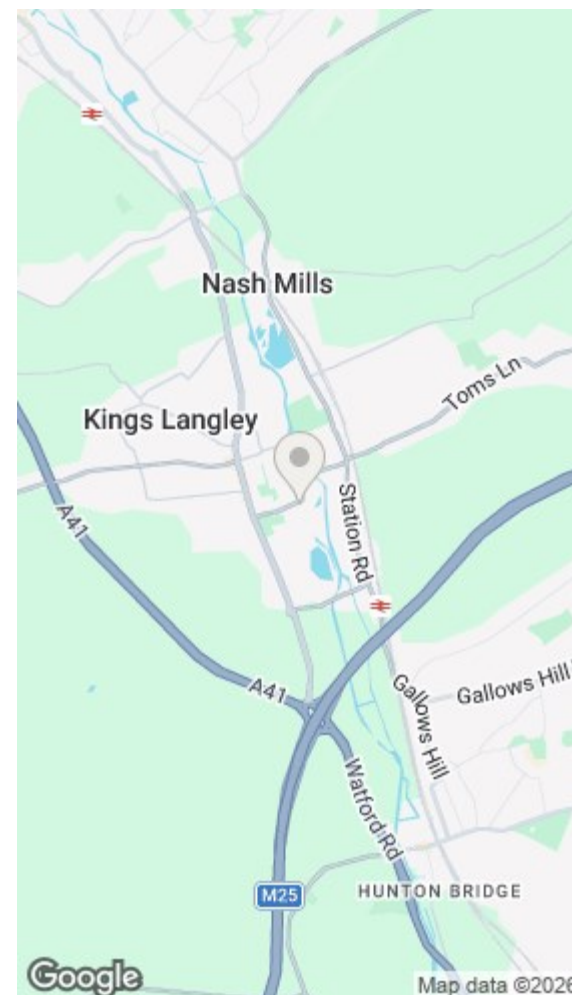 Nash Mills
Toms Ln
Kings Langley
A41
Station Rd
A41
Gallows Hill
Gallows Hill
Watford Rd
M25
HUNTON BRIDGE
Google
Map data ©2026